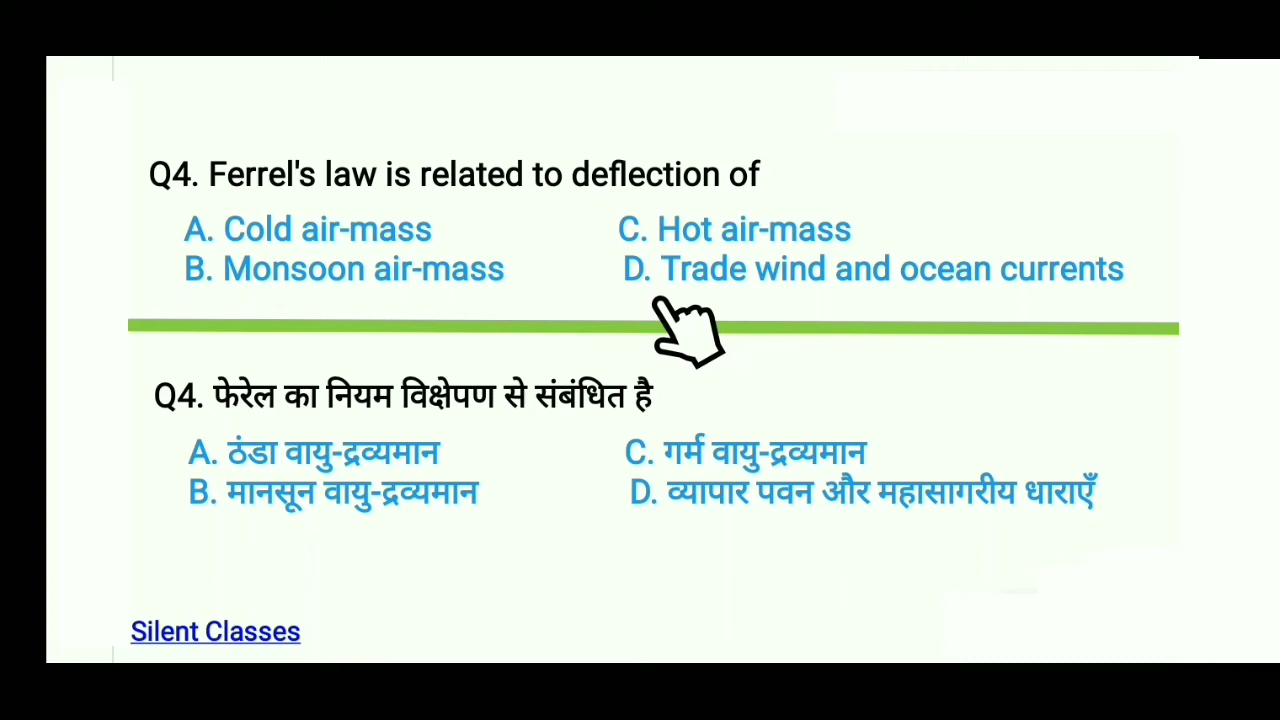 Q4. Ferrel's law is related to deflection of
A. Cold air-mass C. Hot air-mass
B. Monsoon air-mass D. Trade wind and ocean currents
Q4. फेरेल का नियम विक्षेपण से संबंधित है
A. ठंडा वायु-द्रव्यमान C. गर्म वायु-द्रव्यमान
B. मानसून वायु-द्रव्यमान D. व्यापार पवन और महासागरीय धाराएँ
Silent Classes